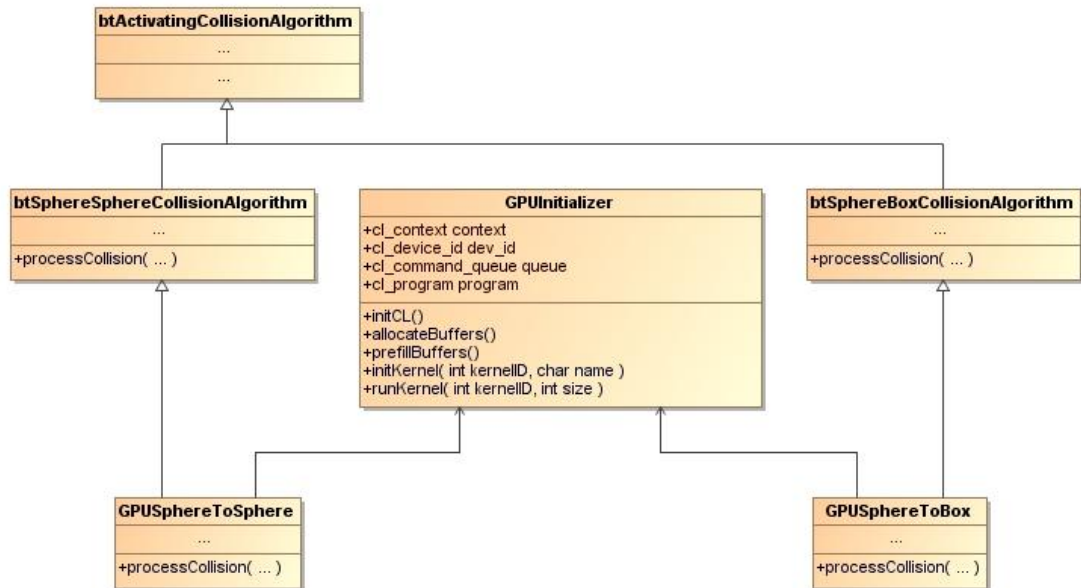 btActivatingCollisionAlgorithm
...
...
btSphereSphereCollisionAlgorithm
...
+processCollision( ... )
GPUInitializer
+cl_context context
+cl_device_id dev_id
+cl_command_queue queue
+cl_program program
+initCL()
+allocateBuffers()
+prefillBuffers()
+initKernel( int kernelID, char name )
+runKernel( int kernelID, int size )
btSphereBoxCollisionAlgorithm
...
+processCollision( ... )
GPUSphereToSphere
...
+processCollision( ... )
GPUSphereToBox
...
+processCollision( ... )